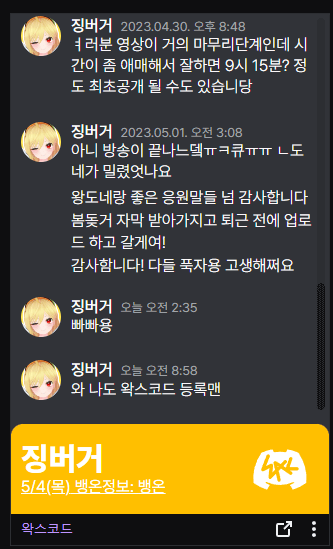 징버거 2023.04.30. 오후 8:48
ㅕ러분 영상이 거의 마무리단계인데 시
간이 좀 애매해서 잘하면 9시 15분? 정
도 최초공개 될 수도 있습니당
징버거 2023.05.01. 오전 3:08
아니 방송이 끝나느덬ㅠㅋ큐ㅠㅠ ㄴ도
네가 밀렸엇나요
왕도네랑 좋은 응원말들 넘 감사합니다
봄돚거 자막 받아가지고 퇴근 전에 업로
드 하고 갈게여!
감사함니다! 다들 푹자용 고생해쪄요
징버거 오늘 오전 2:35
빠빠용
징버거 오늘 오전 8:58
와 나도 왁스코드 등록맨
징버거
5/4(목) 뱅온정보: 뱅온
왁스코드